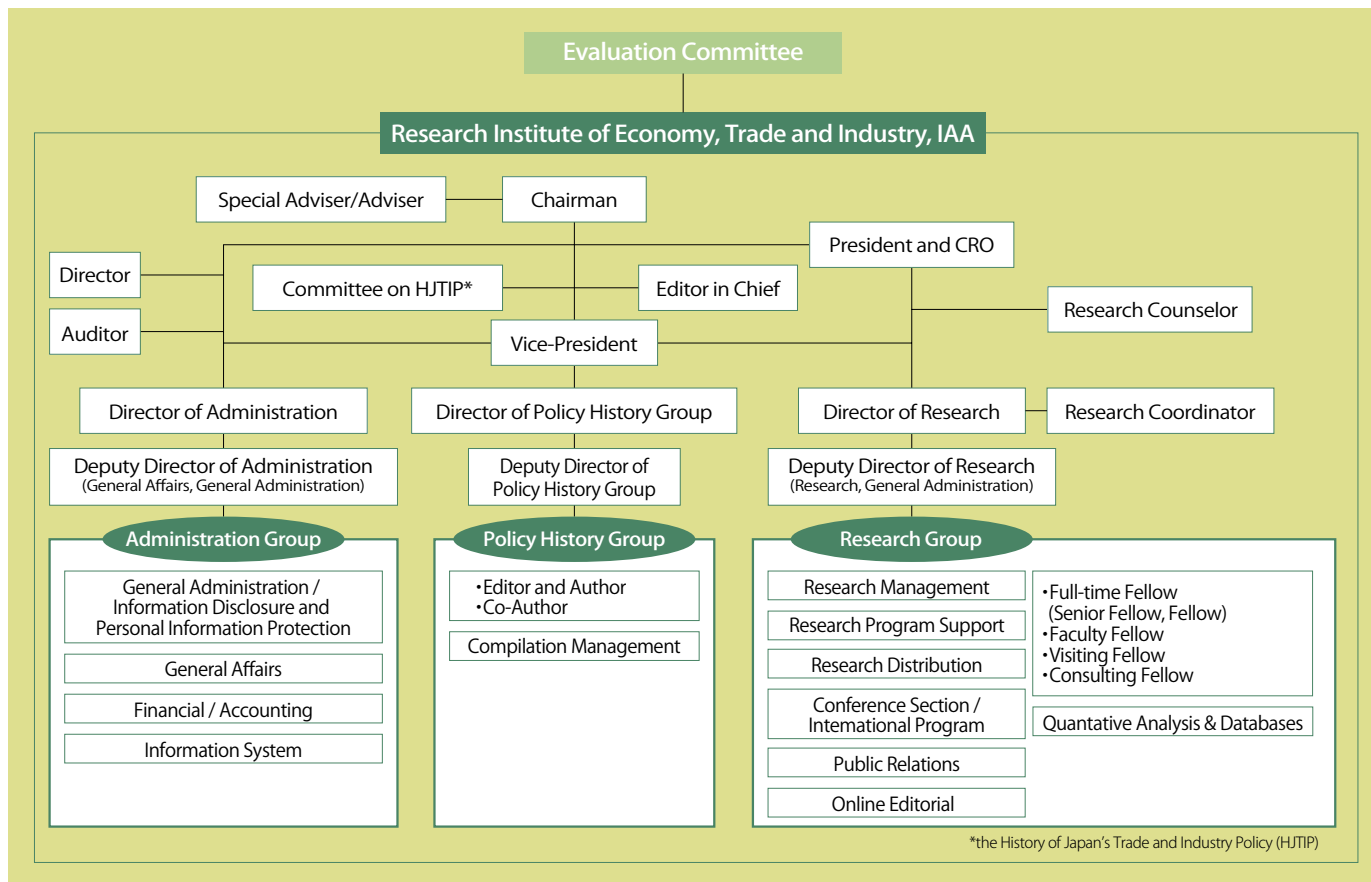 Evaluation Committee
Research Institute of Economy, Trade and Industry, IAA
Special Adviser/Adviser
Chairman
President and CRO
Director
Committee on HJTIP*
Editor in Chief
Research Counselor
Auditor
Vice-President
Director of Administration
Director of Policy History Group
Director of Research
Research Coordinator
Deputy Director of Administration
(General Affairs, General Administration)
Deputy Director of
Policy History Group
Deputy Director of Research
(Research, General Administration)
Administration Group
General Administration /
Information Disclosure and
Personal Information Protection
General Affairs
Financial / Accounting
Information System
Policy History Group
・Editor and Author
・Co-Author
Compilation Management
Research Group
Research Management
Research Program Support
Research Distribution
Conference Section /
International Program
Public Relations
Online Editorial
・Full-time Fellow
(Senior Fellow, Fellow)
・Faculty Fellow
・Visiting Fellow
・Consulting Fellow
Quantative Analysis & Databases
*the History of Japan's Trade and Industry Policy (HJTIP)